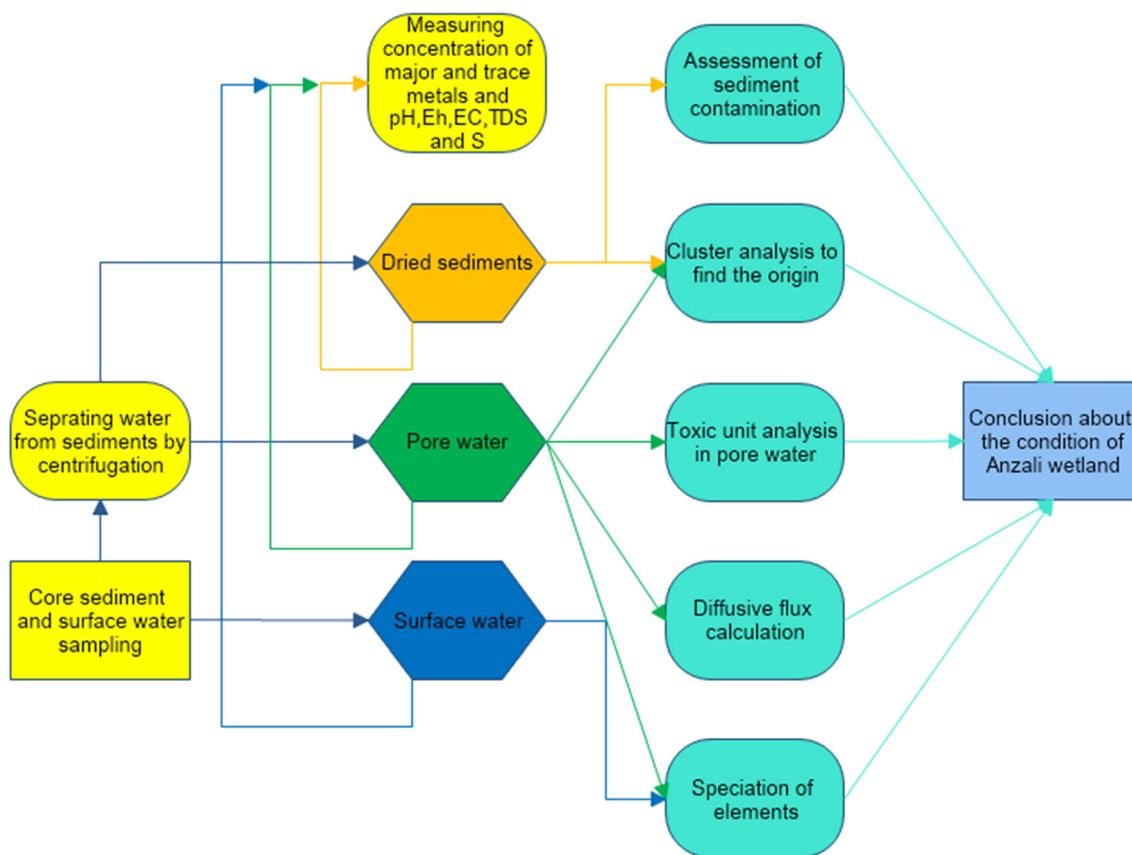 Measuring
concentration of
major and trace
metals and
pH,Eh,EC,TDS
and S
Assessment of
sediment
contamination
Dried sediments
Cluster analysis to
find the origin
Seprating water
from sediments by
centrifugation
Pore water
Toxic unit analysis
in pore water
Conclusion about
the condition of
Anzali wetland
Core sediment
and surface water
sampling
Surface water
Diffusive flux
calculation
Speciation of
elements